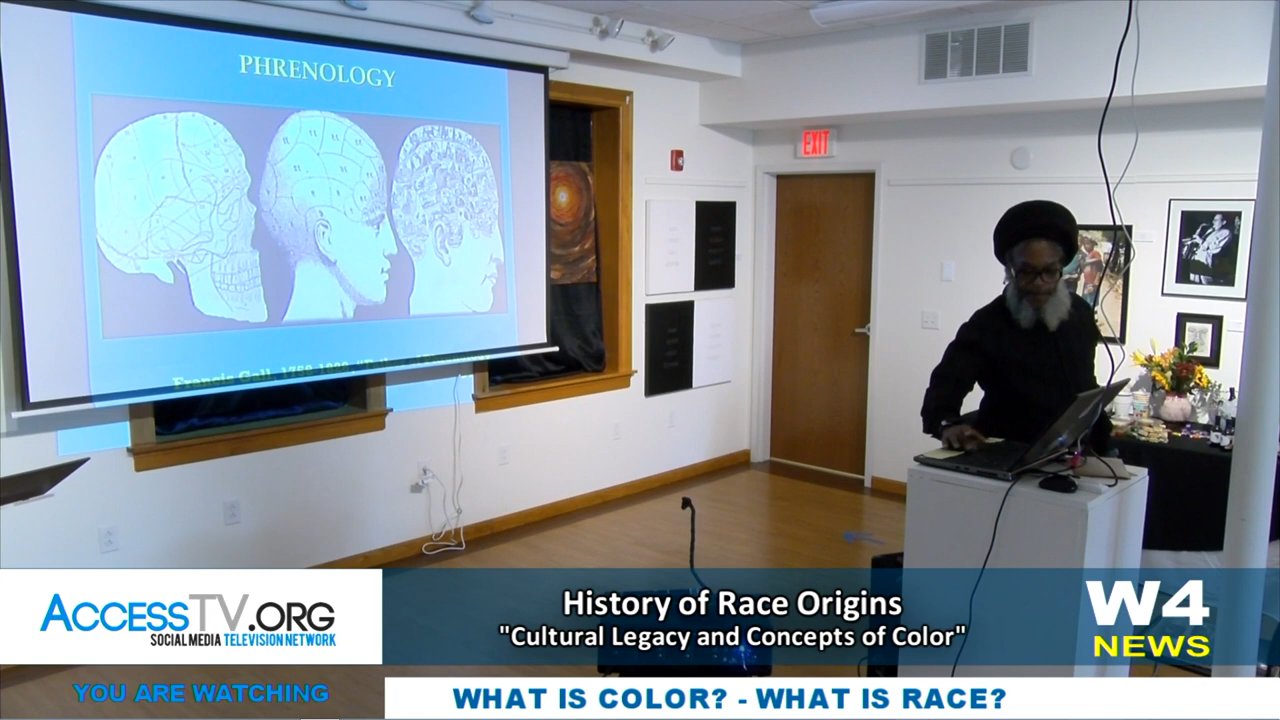 PHRENOLOGY
EXIT
ACCESSTV.ORG
SOCIAL MEDIA TELEVISION NETWORK
History of Race Origins
"Cultural Legacy and Concepts of Color"
W4
NEWS
YOU ARE WATCHING
WHAT IS COLOR? - WHAT IS RACE?